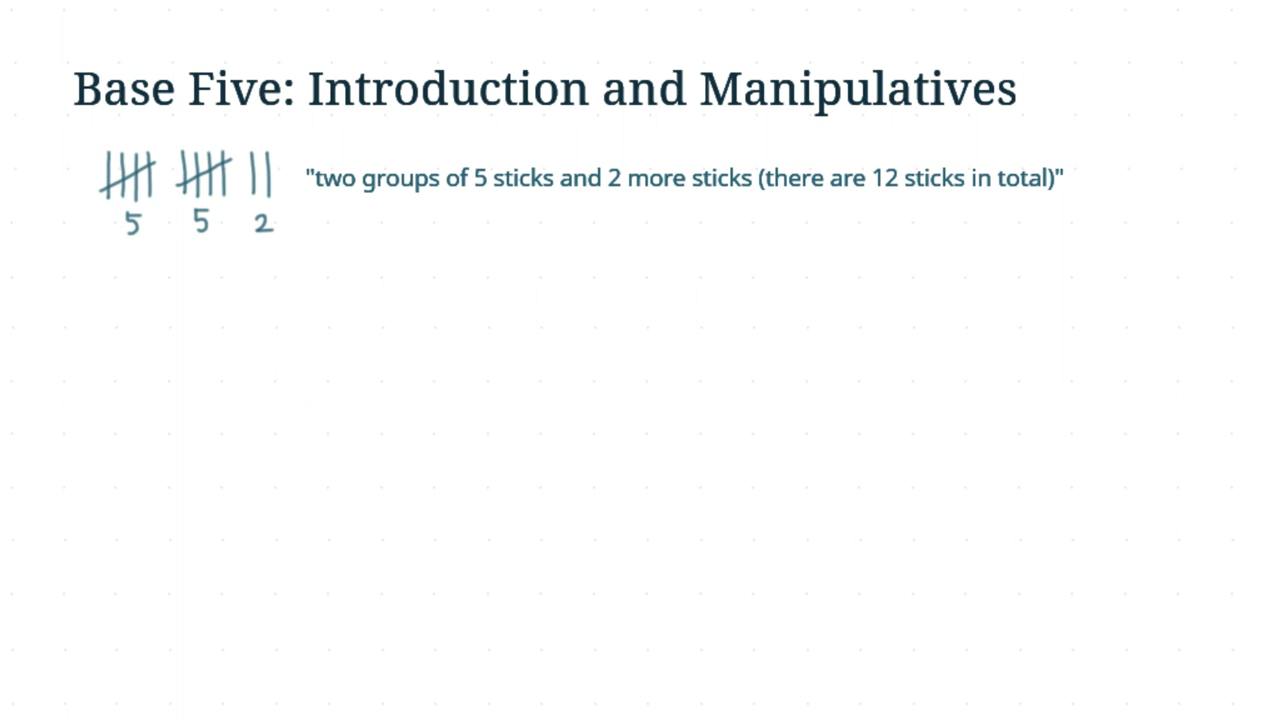 Base Five: Introduction and Manipulatives
"two groups of 5 sticks and 2 more sticks (there are 12 sticks in total)"
5 5 2